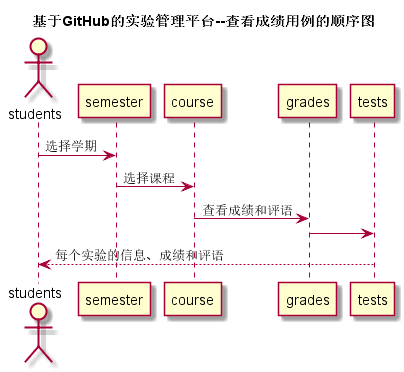 基于GitHub的实验管理平台--查看成绩用例的顺序图
students
semester
course
grades
tests
选择学期
选择课程
查看成绩和评语
每个实验的信息、成绩和评语
students
semester
course
grades
tests